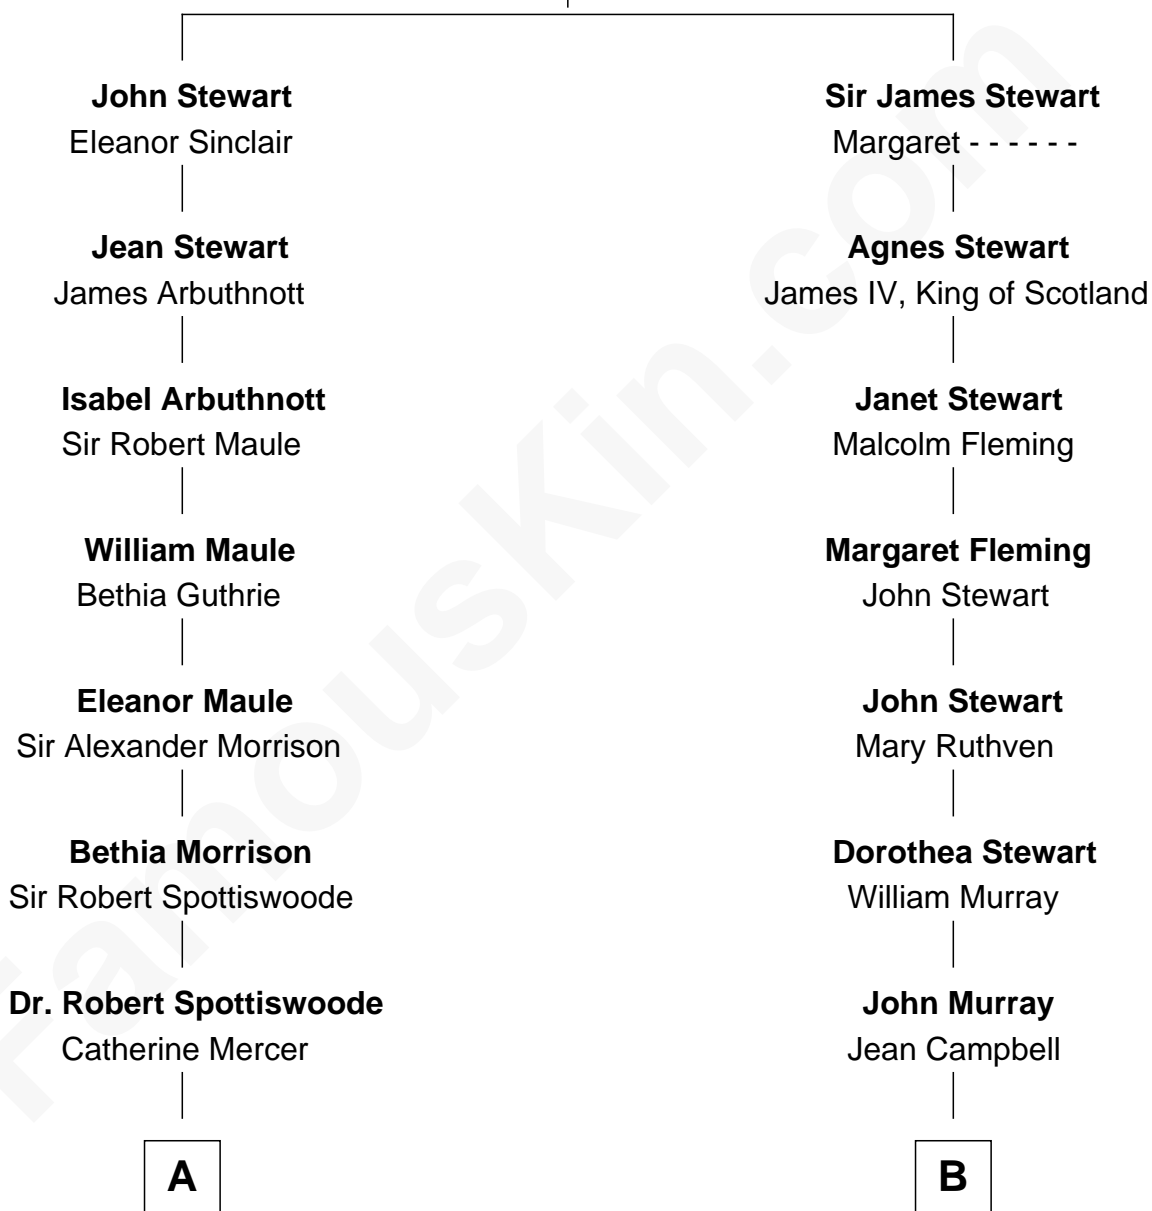 John Stewart
Eleanor Sinclair
Jean Stewart
James Arbuthnott
Isabel Arbuthnott
Sir Robert Maule
William Maule
Bethia Guthrie
Eleanor Maule
Sir Alexander Morrison
Bethia Morrison
Sir Robert Spottiswoode
Dr. Robert Spottiswoode
Catherine Mercer
A
Sir James Stewart
Margaret - - - - - -
Agnes Stewart
James IV, King of Scotland
Janet Stewart
Malcolm Fleming
Margaret Fleming
John Stewart
John Stewart
Mary Ruthven
Dorothea Stewart
William Murray
John Murray
Jean Campbell
B
FamousKin.com